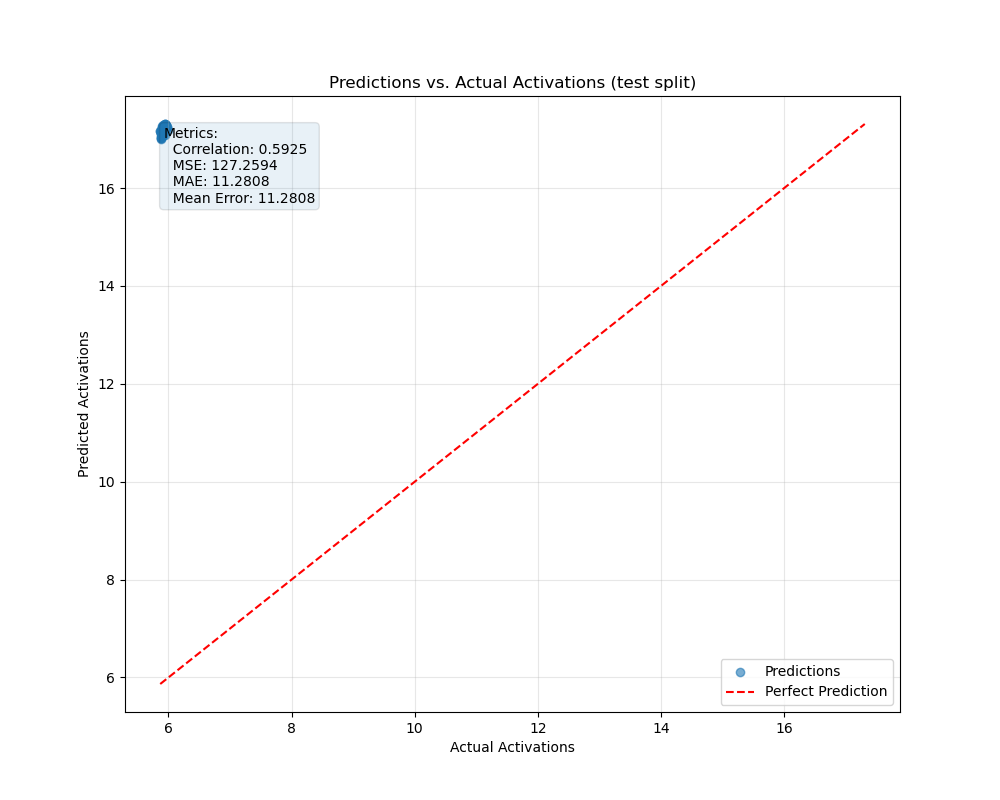 Predictions vs. Actual Activations (test split)
Metrics:
Correlation: 0.5925
MSE: 127.2594
MAE: 11.2808
Mean Error: 11.2808
16
14
12
10
8
6
Predicted Activations
Predictions
Perfect Prediction
6 8 10 12 14 16
Actual Activations